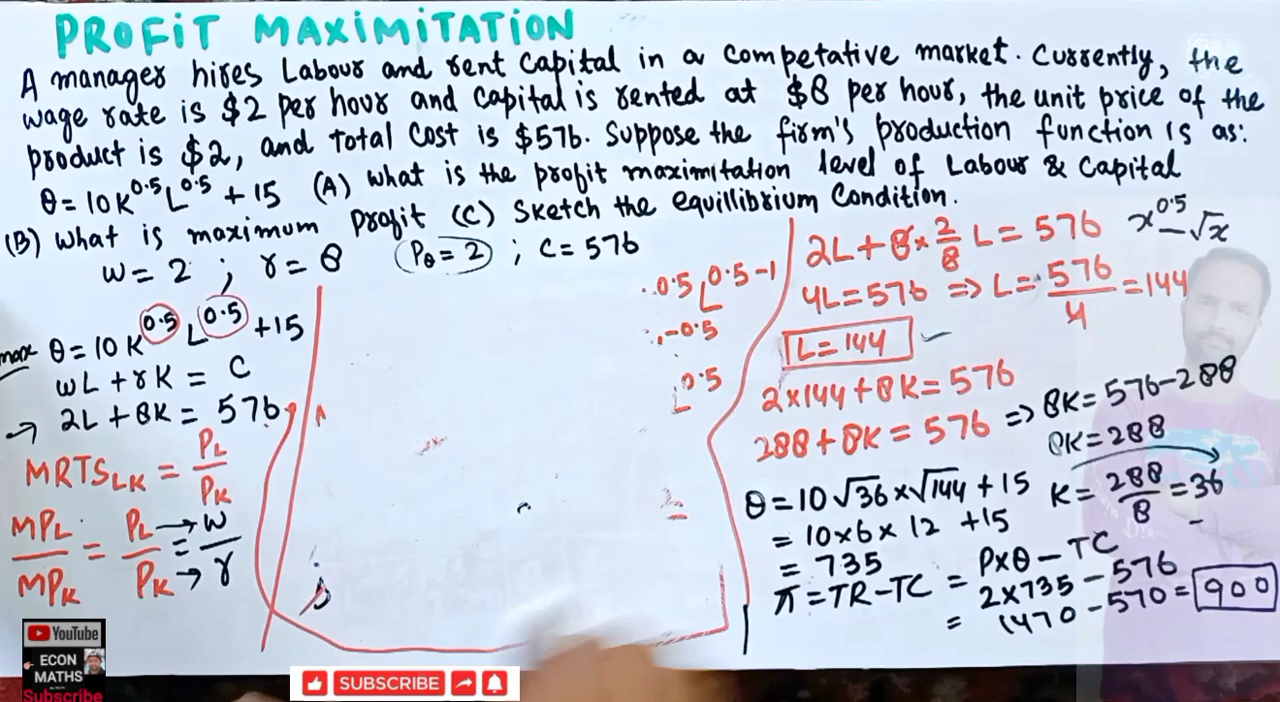 PROFIT MAXIMITATION
A manager hires Labour and rent Capital in a competative market. Currently, the
wage rate is $2 per hour and Capital is rented at $8 per hour, the unit price of the
product is $2, and total cost is $576. Suppose the firm's production function is as:
θ = 10K^0.5 L^0.5 + 15 (A) what is the profit maximitation level of Labour & Capital
(B) What is maximum profit (C) Sketch the equillibrium Condition.
w = 2 ; r = 8 Pθ = 2 ; C = 576
max θ = 10 K^0.5 L^0.5 + 15
wL + rK = C
→ 2L + 8K = 576
MRTS_LK = P_L / P_K
MP_L / MP_K = P_L / P_K → w / r
.0.5 L^0.5-1
-0.5
L^0.5
2L + 8 × 2/8 L = 576
x^0.5 – √x
4L = 576 ⇒ L = 576/4 = 144
L = 144
2×144 + 8K = 576
288 + 8K = 576 ⇒ 8K = 576 - 288
8K = 288
K = 288/8 = 36
θ = 10√36 × √144 + 15
= 10×6×12 +15
= 735
π = TR - TC = P×θ - TC
2×735 - 576
= 1470 - 570 = 900
YouTube
ECON
MATHS
Subscribe
SUBSCRIBE